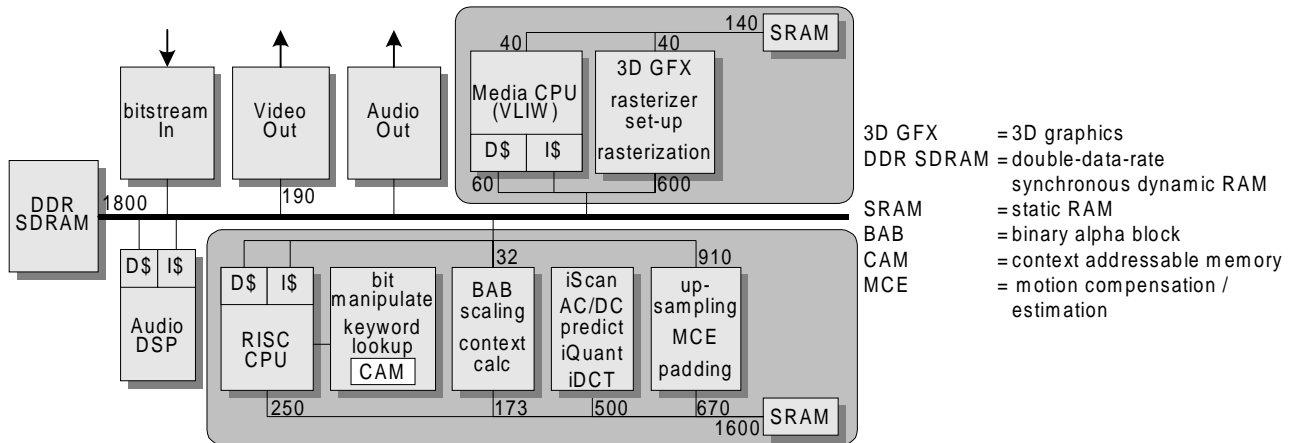 140
SRAM
40
40
bitstream
In
Video
Out
Audio
Out
Media CPU
(VLIW)
D$
I$
3D GFX
rasterizer
set-up
rasterization
60
600
3D GFX = 3D graphics
DDR SDRAM = double-data-rate
synchronous dynamic RAM
SRAM = static RAM
BAB = binary alpha block
CAM = context addressable memory
MCE = motion compensation /
estimation
DDR
SDRAM
1800
190
D$
I$
Audio
DSP
D$
I$
RISC
CPU
bit
manipulate
keyword
lookup
CAM
32
BAB
scaling
context
calc
iScan
AC/DC
predict
iQuant
iDCT
910
up-
sampling
MCE
padding
250
173
500
670
1600
SRAM